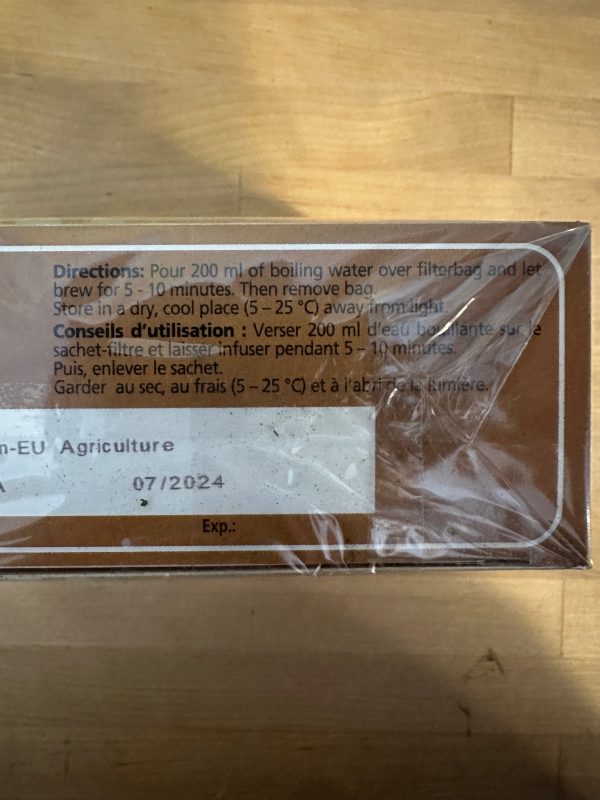 Directions: Pour 200 ml of boiling water over filterbag and let
brew for 5 - 10 minutes. Then remove bag.
Store in a dry, cool place (5 – 25 °C) away from light.
Conseils d'utilisation : Verser 200 ml d'eau bouillante sur le
sachet-filtre et laisser infuser pendant 5 – 10 minutes.
Puis, enlever le sachet.
Garder au sec, au frais (5 – 25 °C) et à l'abri de la lumière.
n-EU Agriculture
A 07/2024
Exp.: